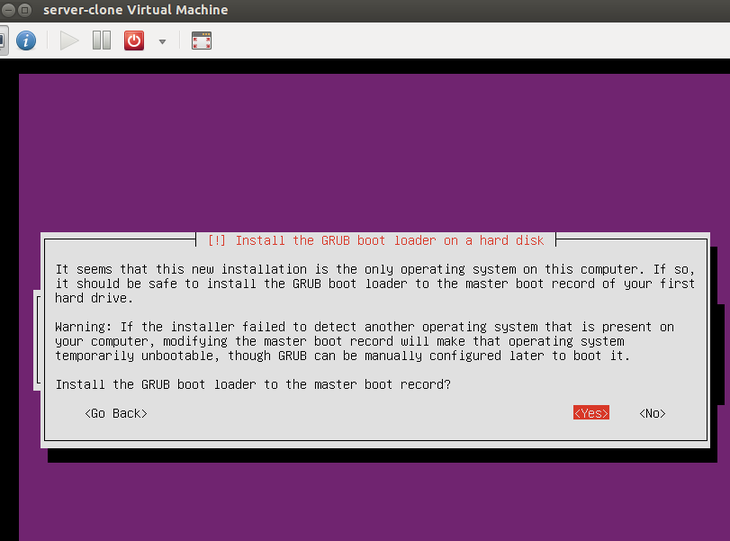 server-clone Virtual Machine
[!] Install the GRUB boot loader on a hard disk
It seems that this new installation is the only operating system on this computer. If so,
it should be safe to install the GRUB boot loader to the master boot record of your first
hard drive.
Warning: If the installer failed to detect another operating system that is present on
your computer, modifying the master boot record will make that operating system
temporarily unbootable, though GRUB can be manually configured later to boot it.
Install the GRUB boot loader to the master boot record?
<Go Back> <Yes> <No>